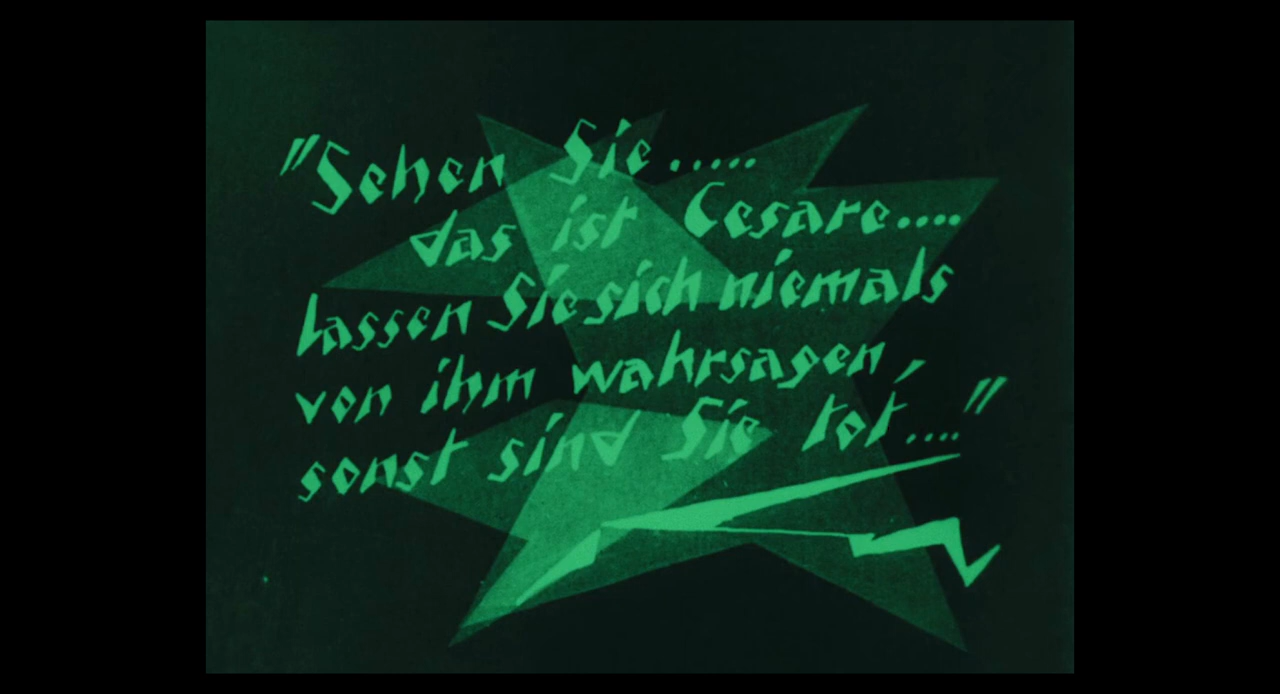 "Sehen Sie.....
das ist Cesare....
lassen Sie sich niemals
von ihm wahrsagen,
sonst sind Sie tot...."